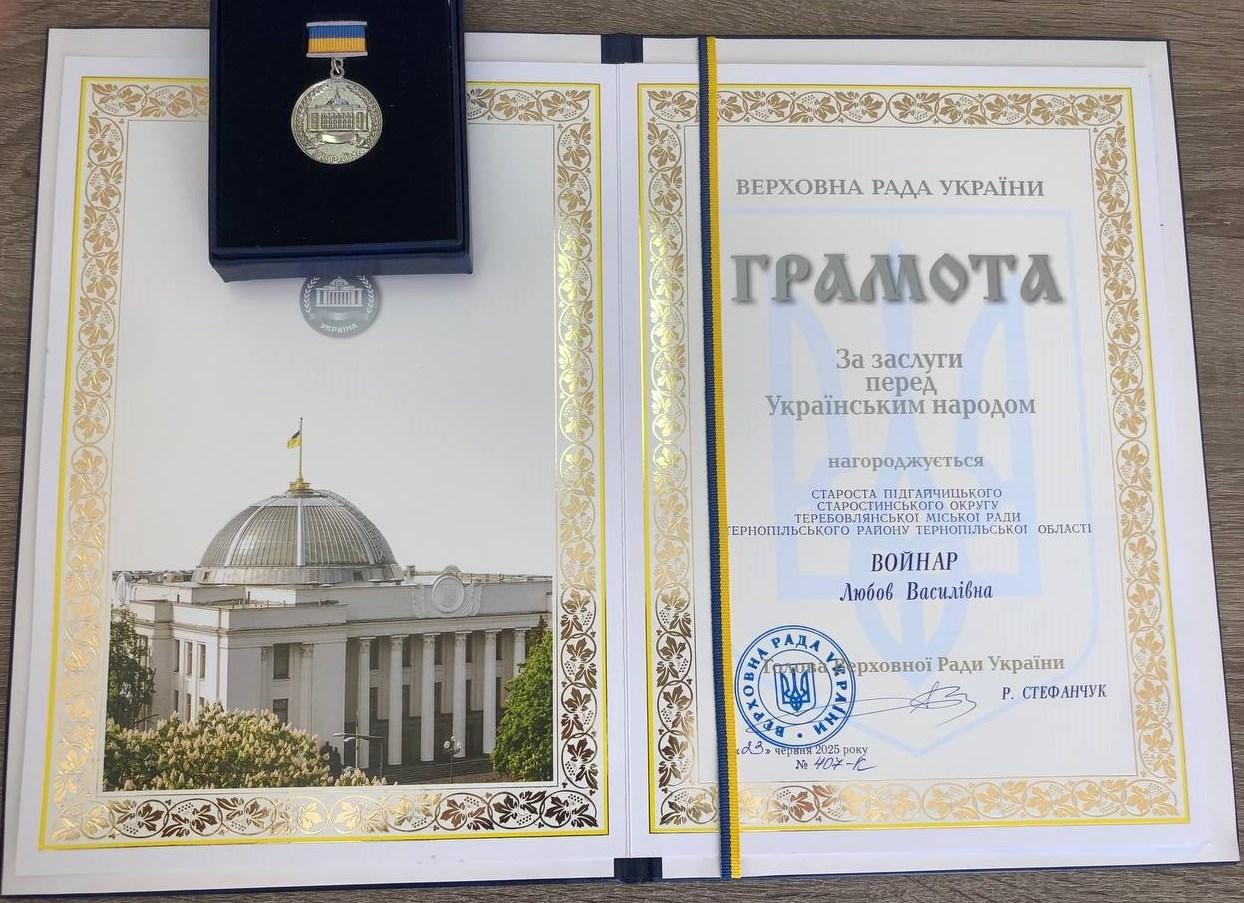 УКРАЇНА
УКРАЇНА
ВЕРХОВНА РАДА УКРАЇНИ
ГРАМОТА
За заслуги
перед
Українським народом
нагороджується
СТАРОСТА ПІДГАЙЧИЦЬКОГО
СТАРОСТИНСЬКОГО ОКРУГУ
ТЕРЕБОВЛЯНСЬКОЇ МІСЬКОЇ РАДИ
ТЕРНОПІЛЬСЬКОГО РАЙОНУ ТЕРНОПІЛЬСЬКОЇ ОБЛАСТІ
ВОЙНАР
Любов Василівна
Голова Верховної Ради України
Р. СТЕФАНЧУК
ВЕРХОВНА РАДА УКРАЇНИ
«23» червня 2025 року
№ 407-к